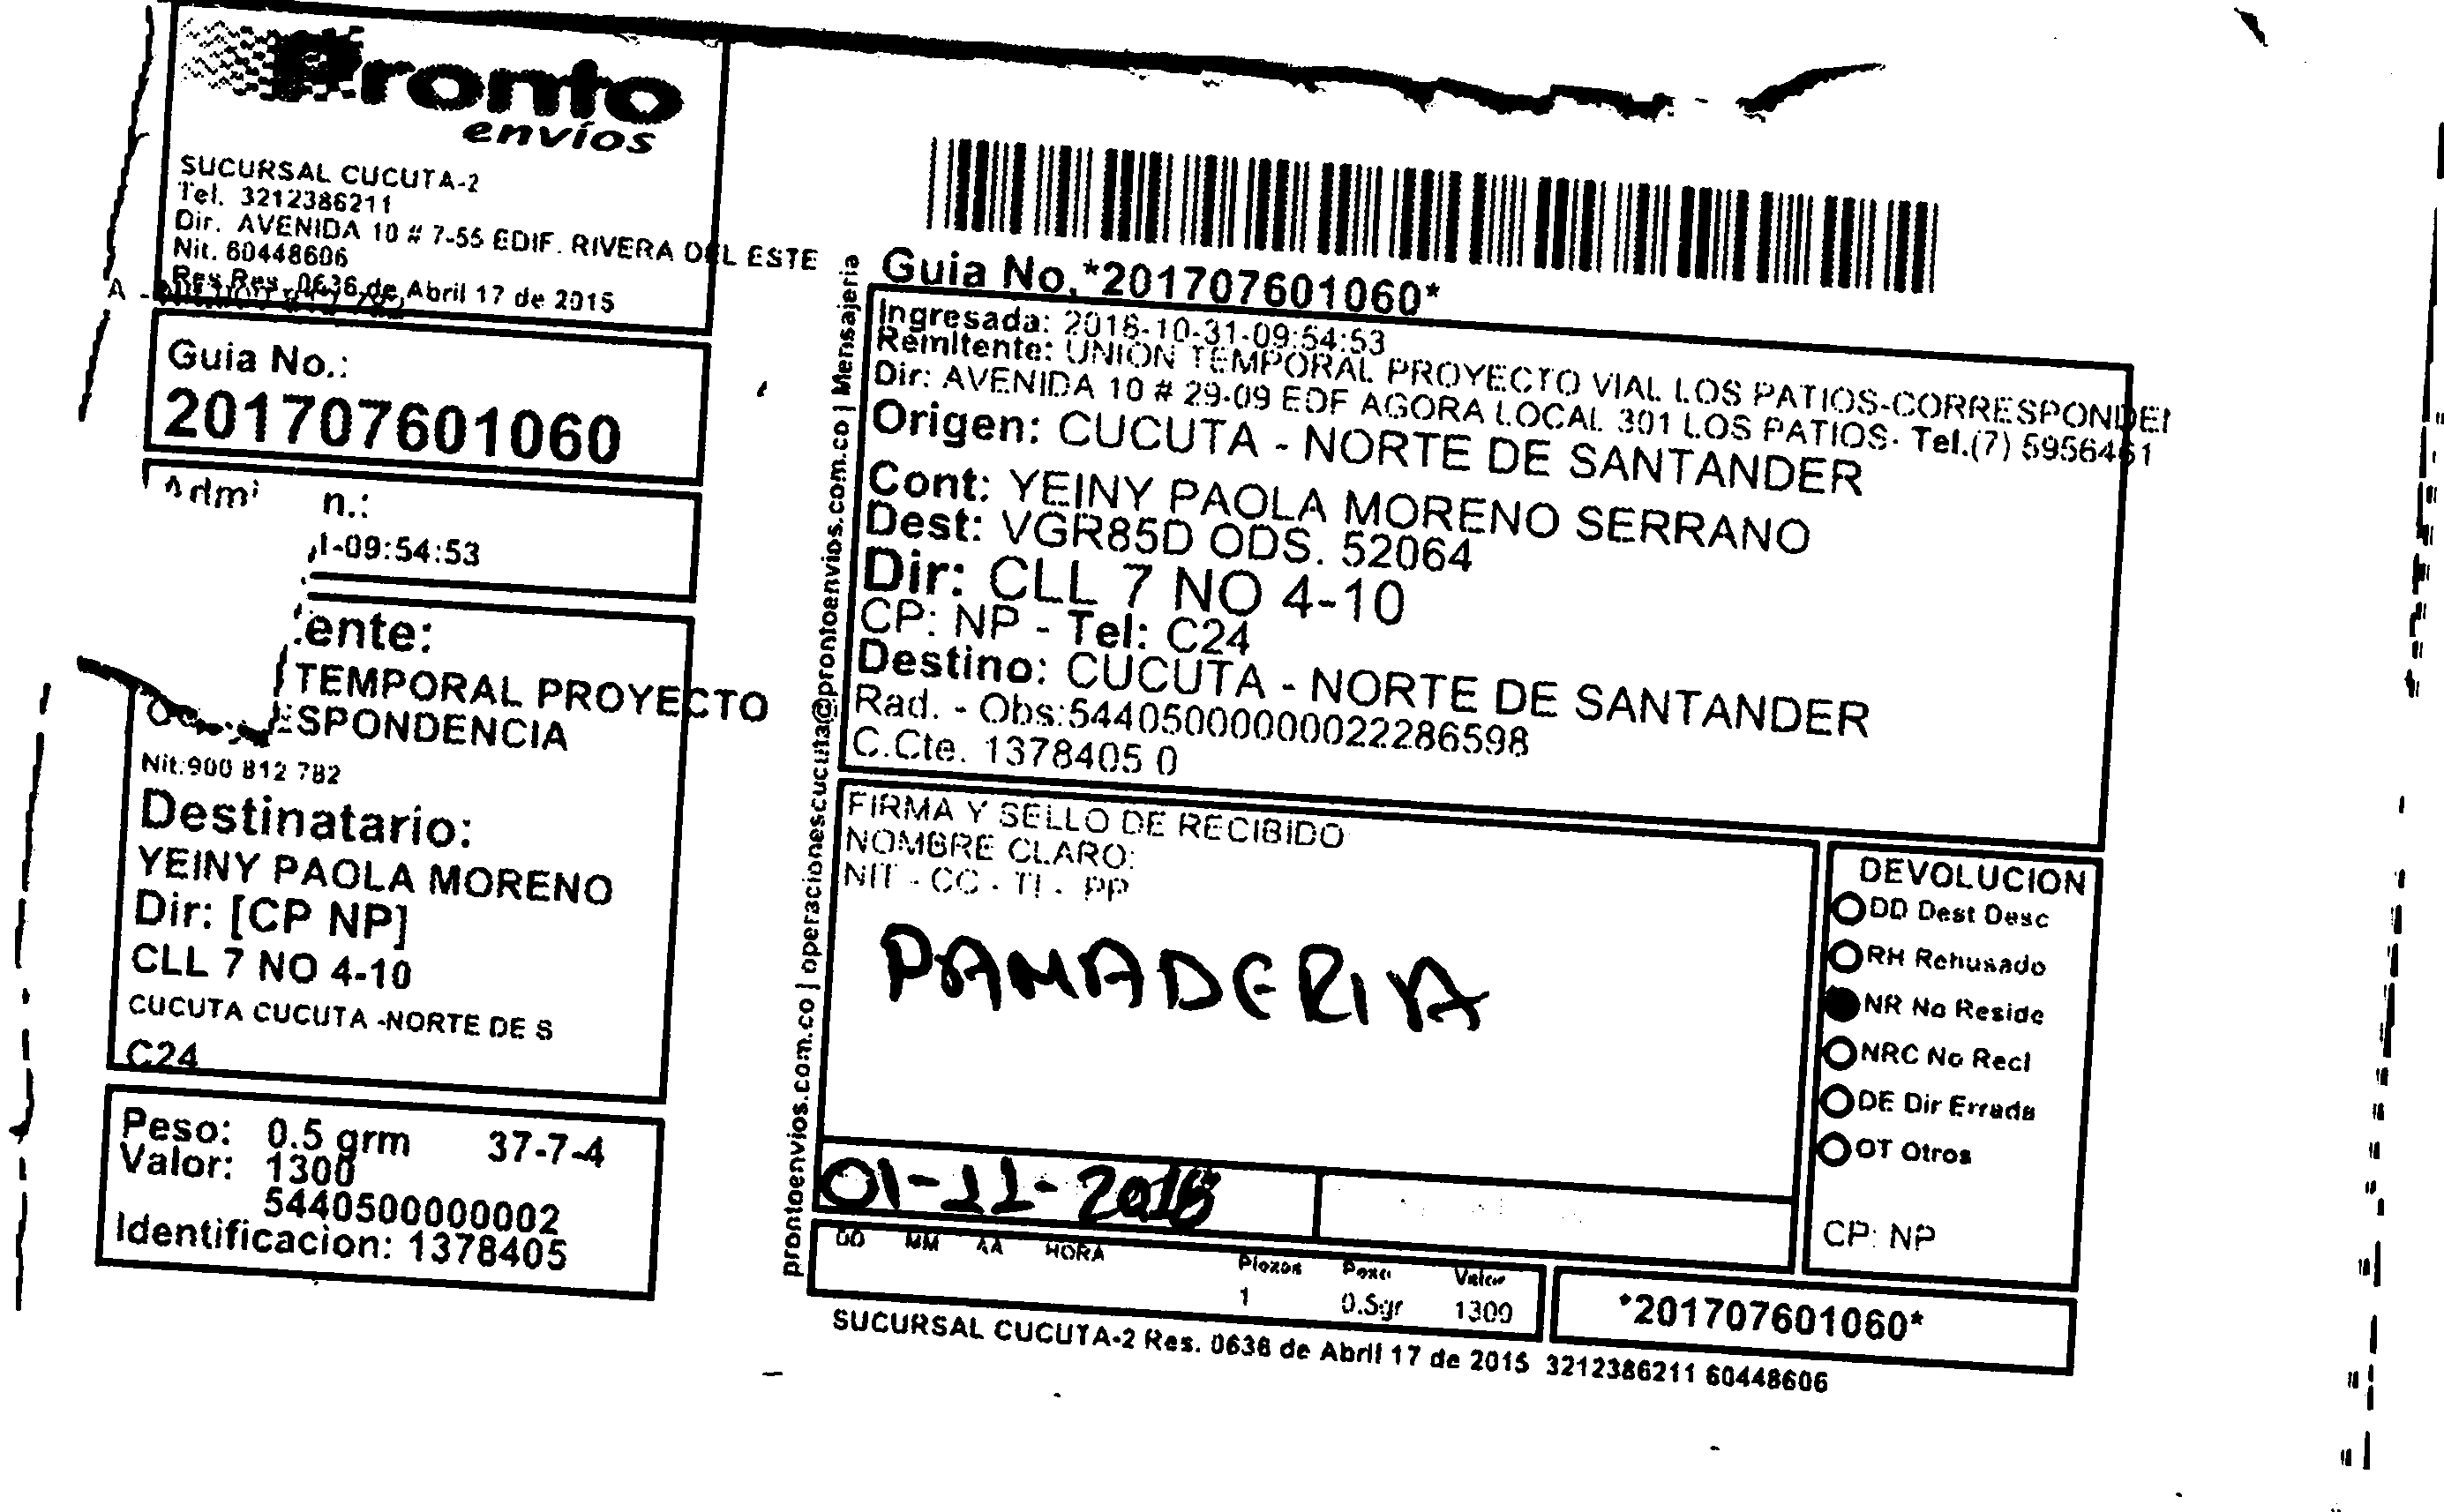 Pronto
envíos
SUCURSAL CUCUTA-2
Tel. 3212386211
Dir. AVENIDA 10 # 7-55 EDIF. RIVERA DEL ESTE
Nit. 60448606
Res Res. 0636 de Abril 17 de 2015
Guia No.:
201707601060
Admi n.:
-09:54:53
ente:
TEMPORAL PROYECTO
ESPONDENCIA
Nit:900 812 782
Destinatario:
YEINY PAOLA MORENO
Dir: [CP NP]
CLL 7 NO 4-10
CUCUTA CUCUTA -NORTE DE S
C24
Peso: 0.5 grm 37-7-4
Valor: 1300
5440500000002
Identificacion: 1378405
prontoenvios.com.co | operacionescucuta@prontoenvios.com.co | Mensajeria
Guia No.*201707601060*
Ingresada: 2018-10-31-09:54:53
Remitente: UNION TEMPORAL PROYECTO VIAL LOS PATIOS-CORRESPONDE
Dir: AVENIDA 10 # 29-09 EDF AGORA LOCAL 301 LOS PATIOS- Tel.(7) 5956461
Origen: CUCUTA - NORTE DE SANTANDER
Cont: YEINY PAOLA MORENO SERRANO
Dest: VGR85D ODS. 52064
Dir: CLL 7 NO 4-10
CP: NP - Tel: C24
Destino: CUCUTA - NORTE DE SANTANDER
Rad. - Obs:544050000000022286598
C.Cte. 1378405 0
FIRMA Y SELLO DE RECIBIDO
NOMBRE CLARO:
NIT - CC - TI - PP
PANADERIA
01-11-2018
DD MM AA HORA
Piezas Peso Valor
1 0.5gr 1300
DEVOLUCION
DD Dest Desc
RH Rehusado
NR No Reside
NRC No Recl
DE Dir Errada
OT Otros
CP: NP
*201707601060*
SUCURSAL CUCUTA-2 Res. 0636 de Abril 17 de 2015 3212386211 60448606